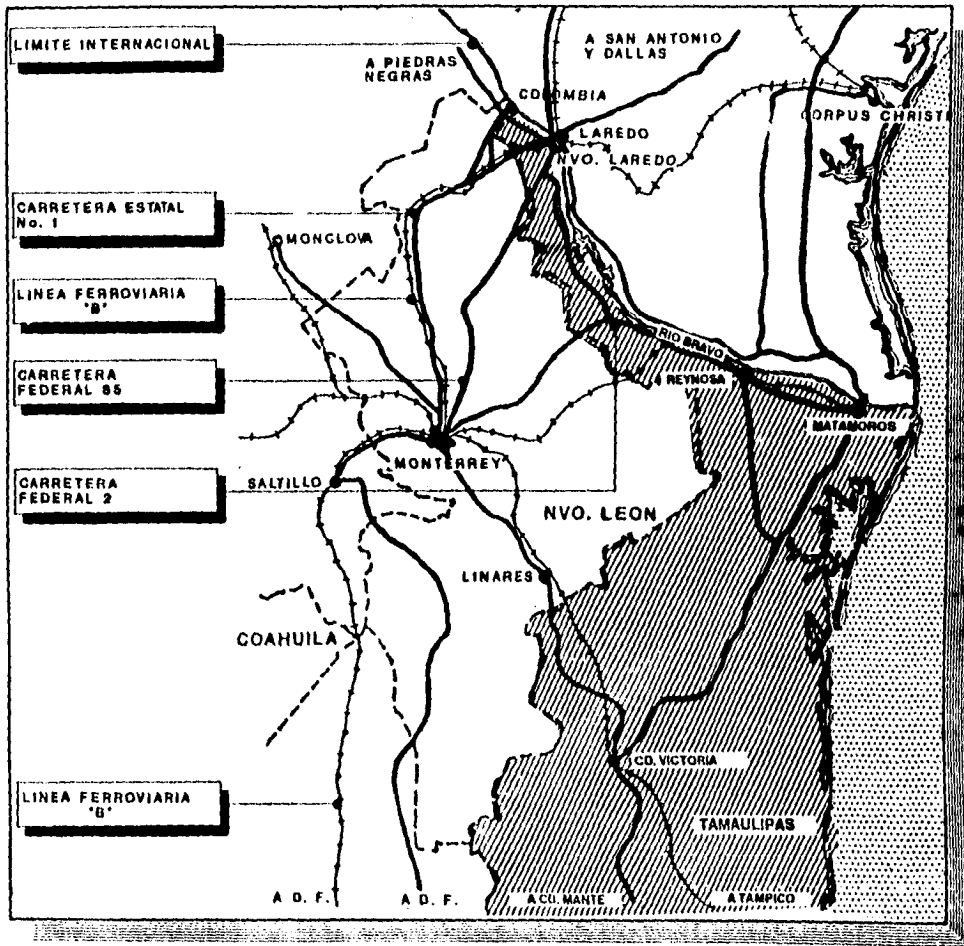 LIMITE INTERNACIONAL
A SAN ANTONIO
Y DALLAS
A PIEDRAS
NEGRAS
COLOMBIA
CORPUS CHRISTI
LAREDO
NVO. LAREDO
CARRETERA ESTATAL
No. 1
MONCLOVA
LINEA FERROVIARIA
"B"
RIO BRAVO
CARRETERA
FEDERAL 85
REYNOSA
MATAMOROS
MONTERREY
CARRETERA
FEDERAL 2
SALTILLO
NVO. LEON
LINARES
COAHUILA
CD. VICTORIA
LINEA FERROVIARIA
"B"
TAMAULIPAS
A D. F.
A D. F.
A CD. MANTE
A TAMPICO